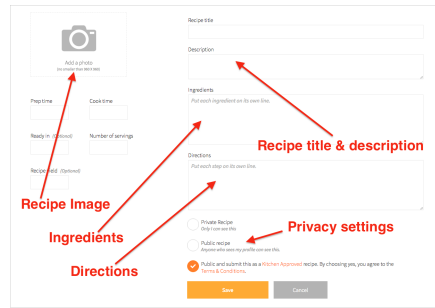 Recipe title
Add a photo
Description
Prep time
Cook time
Ingredients
Put each ingredient on its own line.
Ready in (Optional)
Number of servings
Recipe title & description
Directions
Put each step on its own line.
(Optional)
Recipe Image
Private Recipe
Only I can see this
Privacy settings
Ingredients
Public recipe
Anyone who sees my profile can see this.
Directions
Public and submit this as a Kitchen Approved recipe. By choosing yes, you agree to the
Terms & Conditions.
Save
Cancel